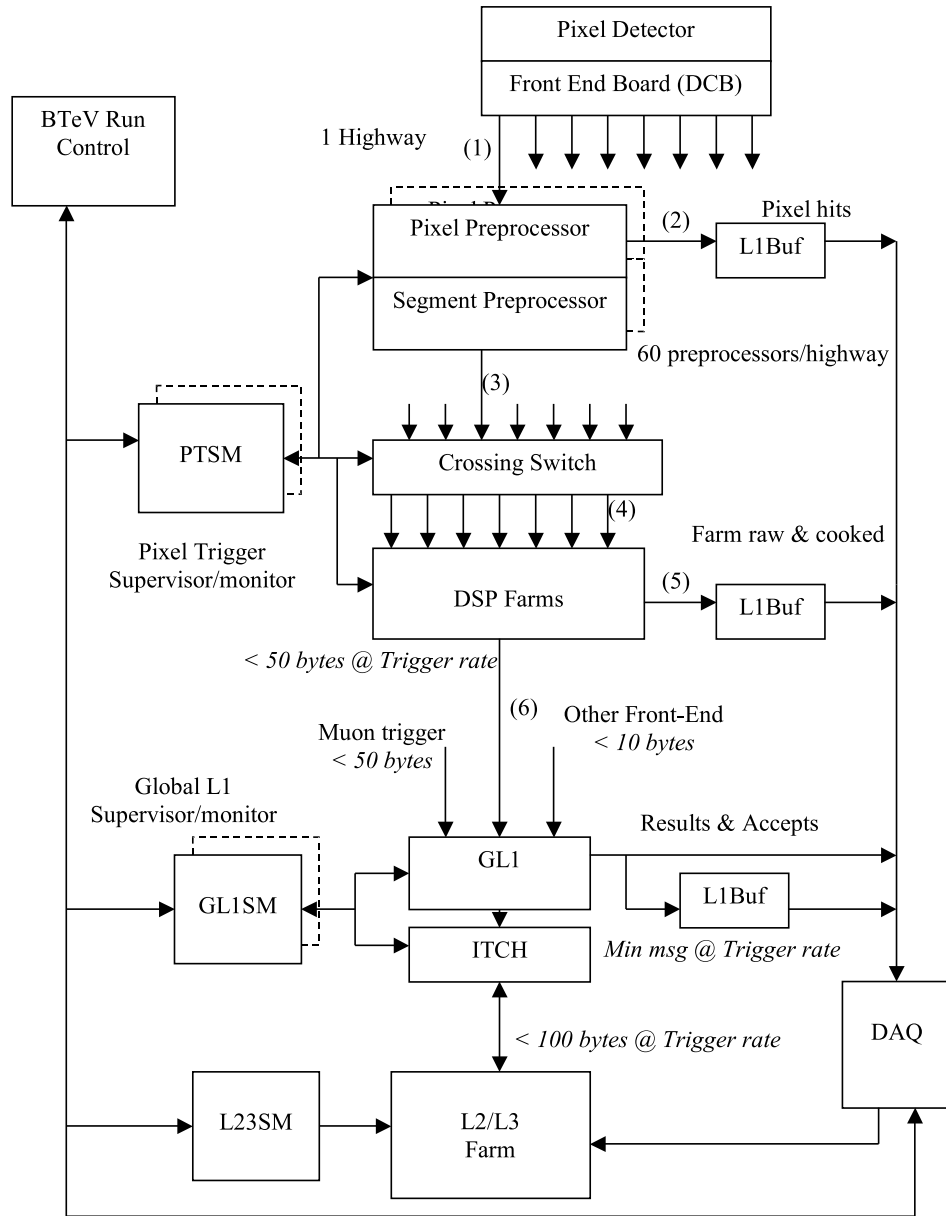 Pixel Detector
Front End Board (DCB)
BTeV Run
Control
1 Highway
(1)
Pixel Preprocessor
(2)
Pixel hits
L1Buf
Segment Preprocessor
60 preprocessors/highway
(3)
PTSM
Crossing Switch
(4)
Pixel Trigger
Supervisor/monitor
DSP Farms
(5)
Farm raw & cooked
L1Buf
< 50 bytes @ Trigger rate
(6)
Muon trigger
< 50 bytes
Other Front-End
< 10 bytes
Global L1
Supervisor/monitor
GL1
Results & Accepts
GL1SM
L1Buf
ITCH
Min msg @ Trigger rate
< 100 bytes @ Trigger rate
DAQ
L23SM
L2/L3
Farm